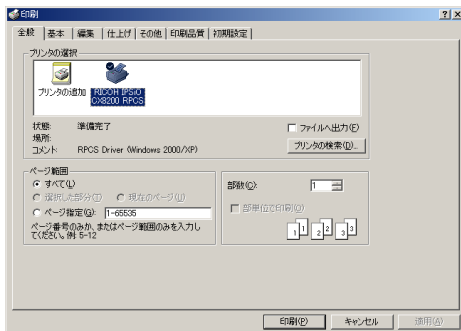 印刷
全般 基本 編集 仕上げ その他 印刷品質 初期設定
プリンタの選択
プリンタの追加 RICOH IPSiO
CX8200 RPCS
状態: 準備完了
場所:
コメント: RPCS Driver (Windows 2000/XP)
ファイルへ出力(F)
プリンタの検索(D)...
ページ範囲
すべて(L)
選択した部分(T) 現在のページ(U)
ページ指定(G): 1-65535
ページ番号のみか、またはページ範囲のみを入力し
てください。例: 5-12
部数(C): 1
部単位で印刷(O)
1 1 2 2 3 3
印刷(P) キャンセル 適用(A)